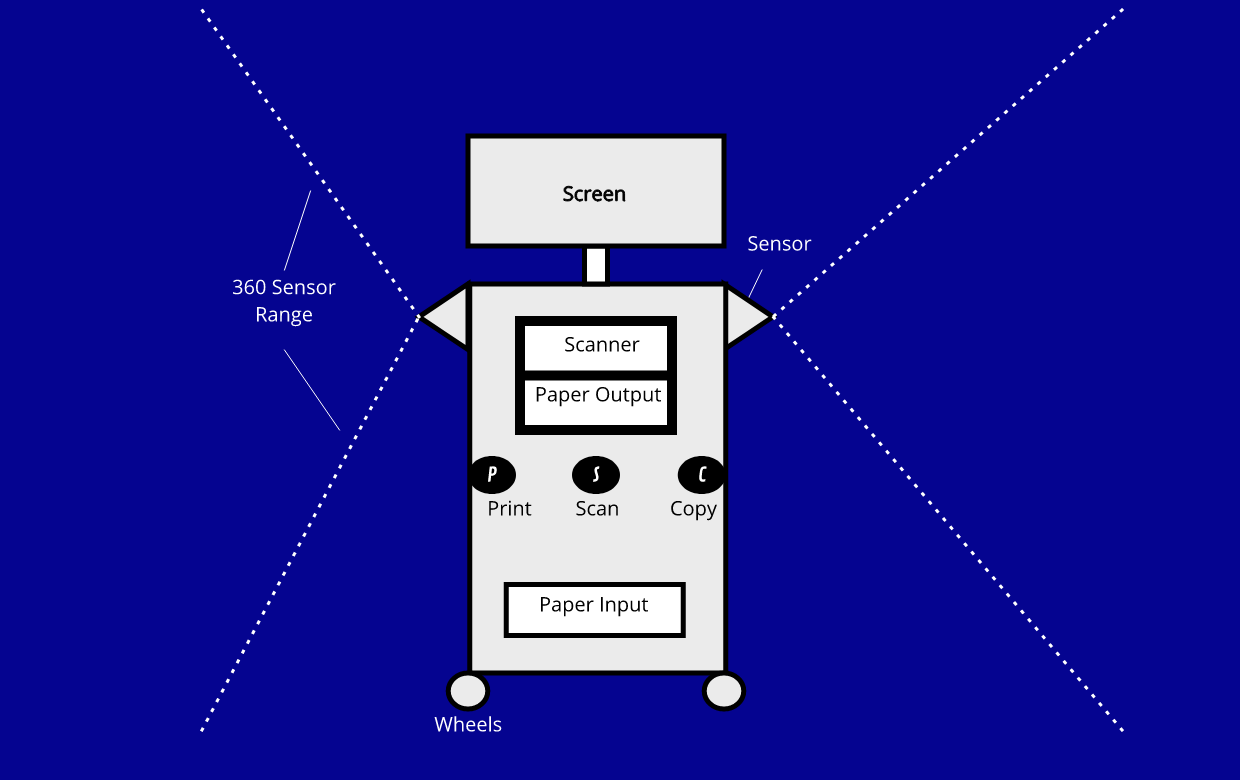 Screen
Sensor
360 Sensor
Range
Scanner
Paper Output
P S C
Print Scan Copy
Paper Input
Wheels